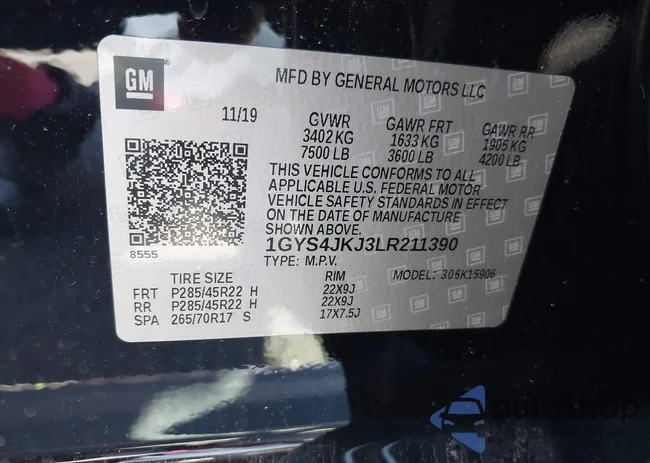 GM
MFD BY GENERAL MOTORS LLC
11/19 GVWR GAWR FRT GAWR RR
3402 KG 1633 KG 1905 KG
7500 LB 3600 LB 4200 LB
THIS VEHICLE CONFORMS TO ALL
APPLICABLE U.S. FEDERAL MOTOR
VEHICLE SAFETY STANDARDS IN EFFECT
ON THE DATE OF MANUFACTURE
SHOWN ABOVE.
8555
1GYS4JKJ3LR211390
TYPE: M.P.V. MODEL: 306K15906
TIRE SIZE RIM
FRT P285/45R22 H 22X9J
RR P285/45R22 H 22X9J
SPA 265/70R17 S 17X7.5J
autoShop